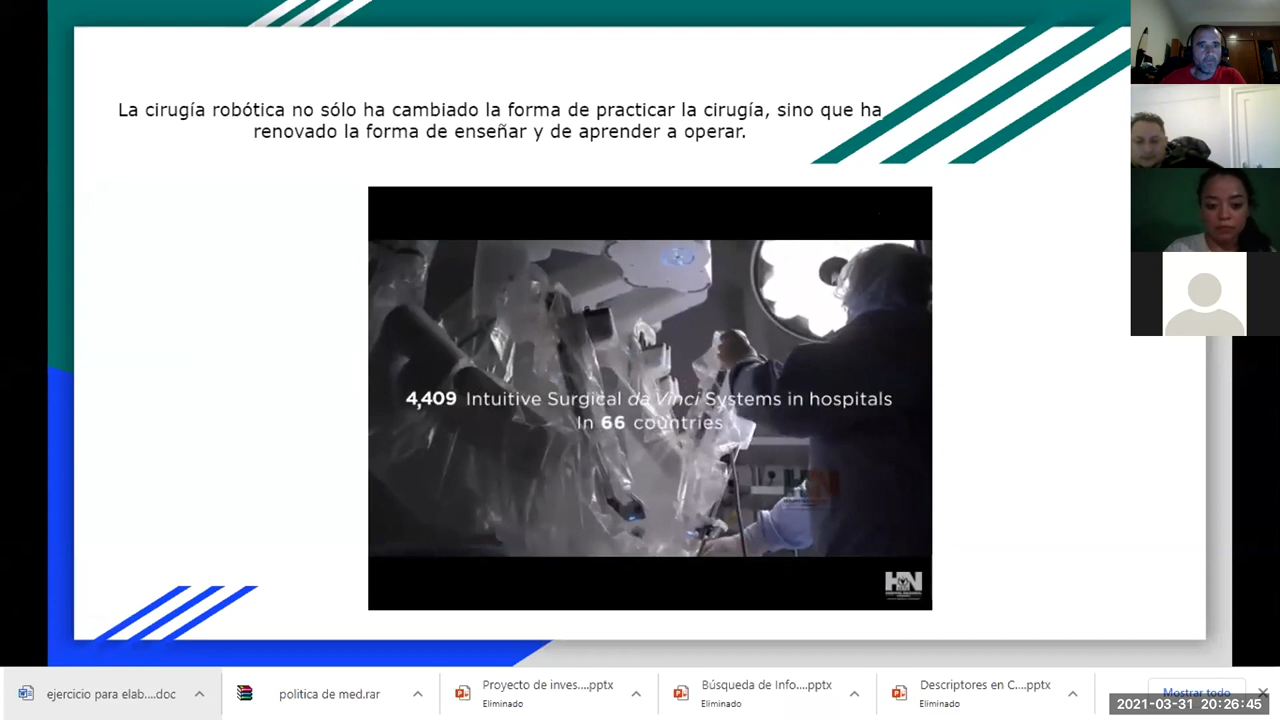 La cirugía robótica no sólo ha cambiado la forma de practicar la cirugía, sino que ha
renovado la forma de enseñar y de aprender a operar.
4,409 Intuitive Surgical da Vinci Systems in hospitals
In 66 countries
HN
ejercicio para elab....doc
politica de med.rar
Proyecto de inves....pptx
Eliminado
Búsqueda de Info....pptx
Eliminado
Descriptores en C....pptx
Eliminado
Mostrar todo
2021-03-31 20:26:45